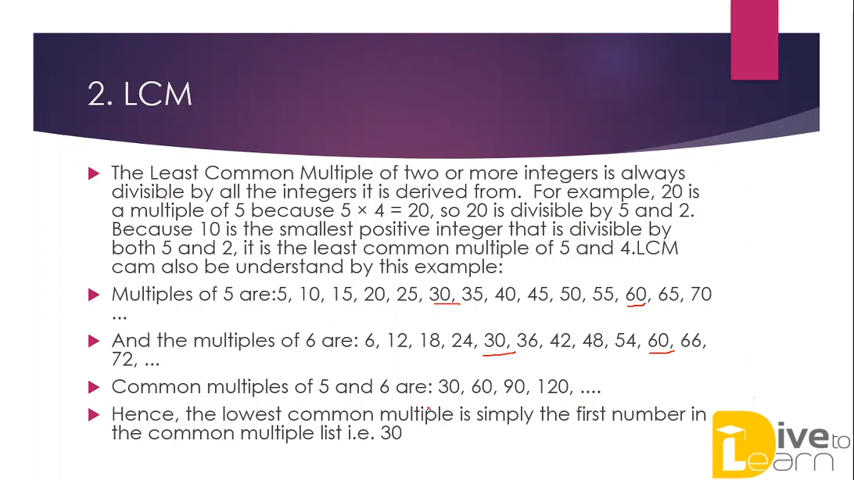 2. LCM
The Least Common Multiple of two or more integers is always
divisible by all the integers it is derived from. For example, 20 is
a multiple of 5 because 5 × 4 = 20, so 20 is divisible by 5 and 2.
Because 10 is the smallest positive integer that is divisible by
both 5 and 2, it is the least common multiple of 5 and 4.LCM
cam also be understand by this example:
Multiples of 5 are:5, 10, 15, 20, 25, 30, 35, 40, 45, 50, 55, 60, 65, 70
...
And the multiples of 6 are: 6, 12, 18, 24, 30, 36, 42, 48, 54, 60, 66,
72, ...
Common multiples of 5 and 6 are: 30, 60, 90, 120, ....
Hence, the lowest common multiple is simply the first number in
the common multiple list i.e. 30
Dive to
Learn